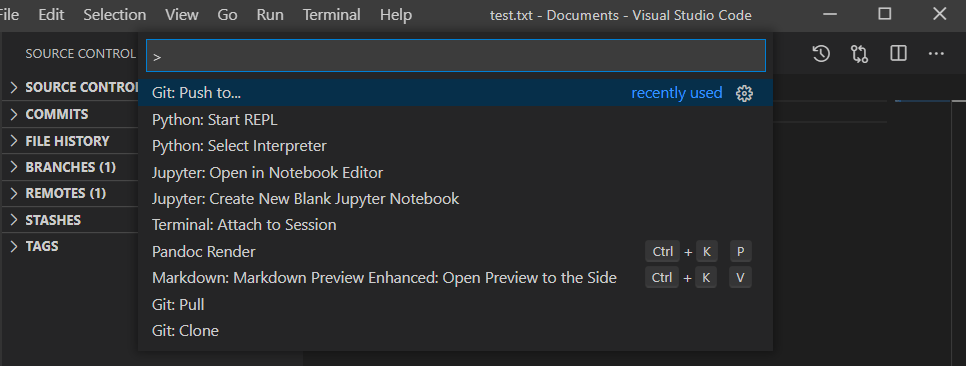 File Edit Selection View Go Run Terminal Help test.txt - Documents - Visual Studio Code
SOURCE CONTROL
>
SOURCE CONTROL
Git: Push to... recently used
COMMITS
Python: Start REPL
FILE HISTORY
Python: Select Interpreter
BRANCHES (1)
Jupyter: Open in Notebook Editor
REMOTES (1)
Jupyter: Create New Blank Jupyter Notebook
STASHES
Terminal: Attach to Session
TAGS
Pandoc Render Ctrl + K P
Markdown: Markdown Preview Enhanced: Open Preview to the Side Ctrl + K V
Git: Pull
Git: Clone